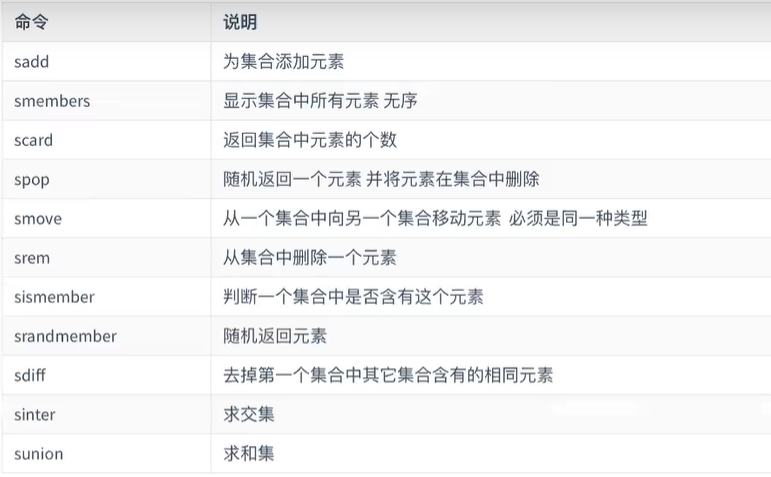 命令 说明
sadd 为集合添加元素
smembers 显示集合中所有元素 无序
scard 返回集合中元素的个数
spop 随机返回一个元素 并将元素在集合中删除
smove 从一个集合中向另一个集合移动元素 必须是同一种类型
srem 从集合中删除一个元素
sismember 判断一个集合中是否含有这个元素
srandmember 随机返回元素
sdiff 去掉第一个集合中其它集合含有的相同元素
sinter 求交集
sunion 求和集